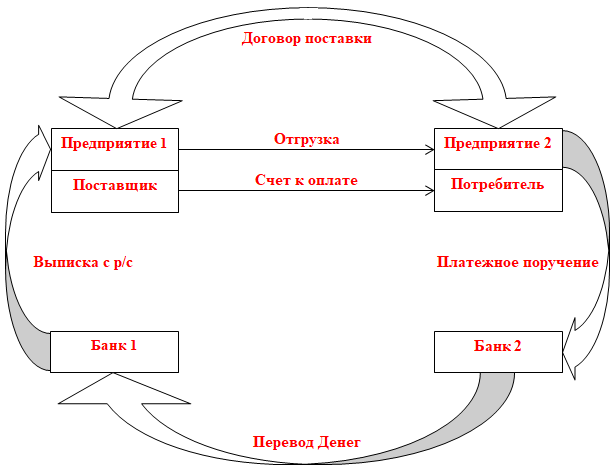 Договор поставки
Предприятие 1
Отгрузка
Предприятие 2
Поставщик
Счет к оплате
Потребитель
Выписка с р/с
Платежное поручение
Банк 1
Банк 2
Перевод Денег